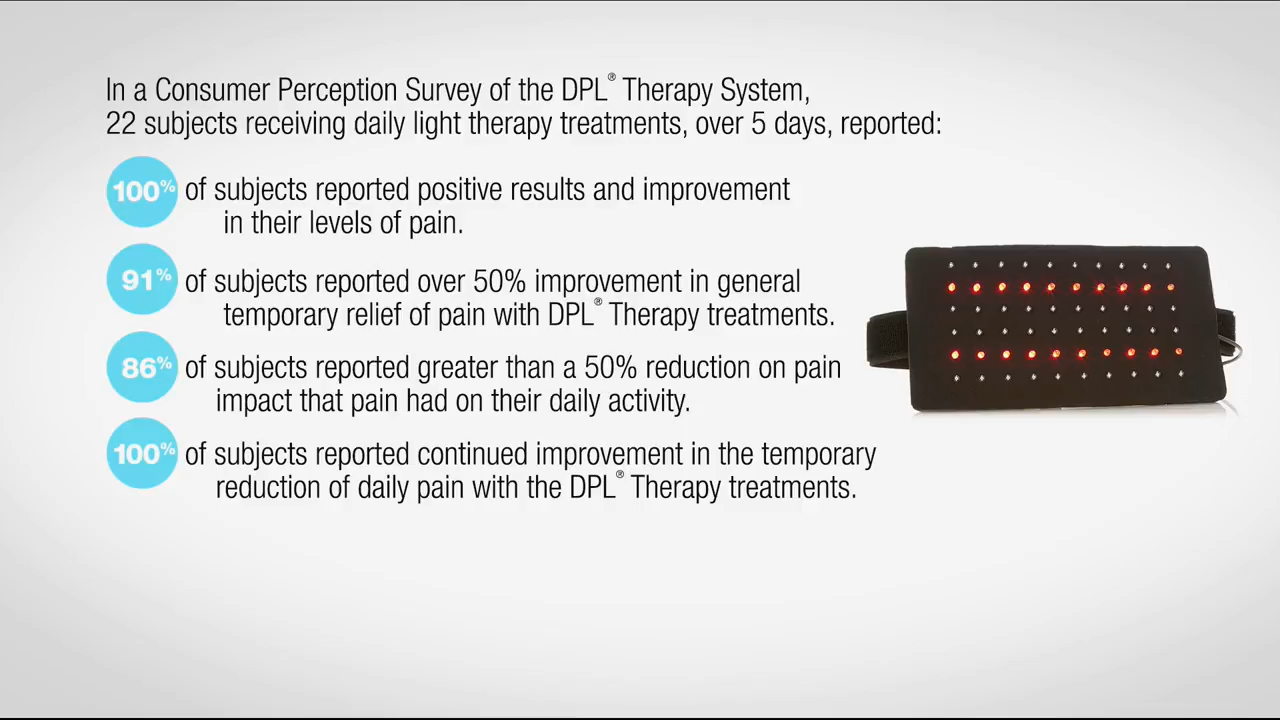 In a Consumer Perception Survey of the DPL® Therapy System,
22 subjects receiving daily light therapy treatments, over 5 days, reported:
100% of subjects reported positive results and improvement
in their levels of pain.
91% of subjects reported over 50% improvement in general
temporary relief of pain with DPL® Therapy treatments.
86% of subjects reported greater than a 50% reduction on pain
impact that pain had on their daily activity.
100% of subjects reported continued improvement in the temporary
reduction of daily pain with the DPL® Therapy treatments.